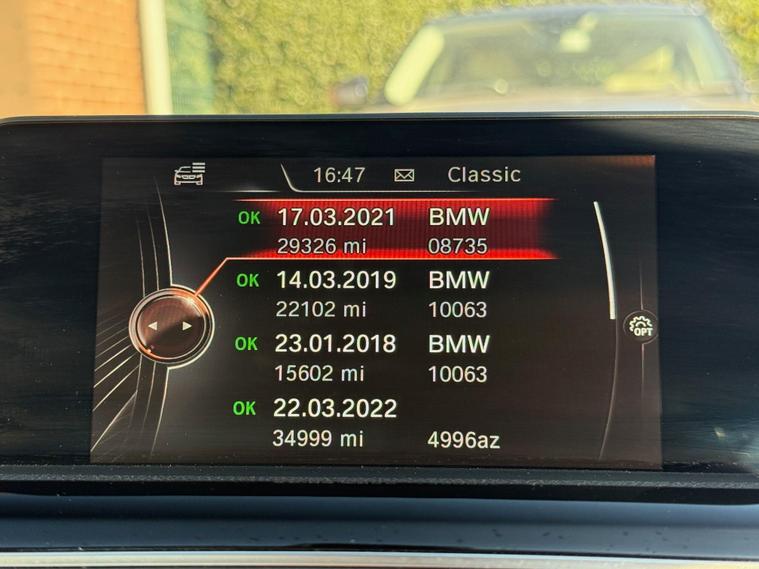 16:47 Classic
OK 17.03.2021 BMW
29326 mi 08735
OK 14.03.2019 BMW
22102 mi 10063
OK 23.01.2018 BMW
15602 mi 10063
OPT
OK 22.03.2022
34999 mi 4996az